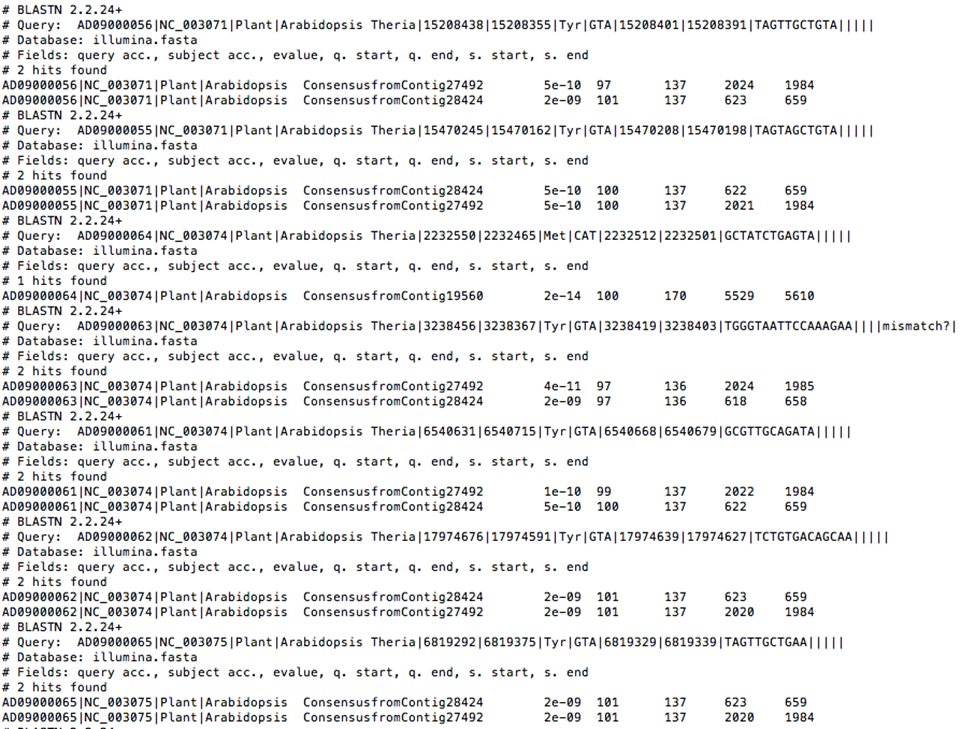 # BLASTN 2.2.24+
# Query:  AD09000056|NC_003071|Plant|Arabidopsis Theria|15208438|15208355|Tyr|GTA|15208401|15208391|TAGTTGCTGTA|||||
# Database: illumina.fasta
# Fields: query acc., subject acc., evalue, q. start, q. end, s. start, s. end
# 2 hits found
AD09000056|NC_003071|Plant|Arabidopsis  ConsensusfromContig27492        5e-10   97      137     2024    1984
AD09000056|NC_003071|Plant|Arabidopsis  ConsensusfromContig28424        2e-09   101     137     623     659
# BLASTN 2.2.24+
# Query:  AD09000055|NC_003071|Plant|Arabidopsis Theria|15470245|15470162|Tyr|GTA|15470208|15470198|TAGTAGCTGTA|||||
# Database: illumina.fasta
# Fields: query acc., subject acc., evalue, q. start, q. end, s. start, s. end
# 2 hits found
AD09000055|NC_003071|Plant|Arabidopsis  ConsensusfromContig28424        5e-10   100     137     622     659
AD09000055|NC_003071|Plant|Arabidopsis  ConsensusfromContig27492        5e-10   100     137     2021    1984
# BLASTN 2.2.24+
# Query:  AD09000064|NC_003074|Plant|Arabidopsis Theria|2232550|2232465|Met|CAT|2232512|2232501|GCTATCTGAGTA|||||
# Database: illumina.fasta
# Fields: query acc., subject acc., evalue, q. start, q. end, s. start, s. end
# 1 hits found
AD09000064|NC_003074|Plant|Arabidopsis  ConsensusfromContig19560        2e-14   100     170     5529    5610
# BLASTN 2.2.24+
# Query:  AD09000063|NC_003074|Plant|Arabidopsis Theria|3238456|3238367|Tyr|GTA|3238419|3238403|TGGGTAATTCCAAAGAA||||mismatch?|
# Database: illumina.fasta
# Fields: query acc., subject acc., evalue, q. start, q. end, s. start, s. end
# 2 hits found
AD09000063|NC_003074|Plant|Arabidopsis  ConsensusfromContig27492        4e-11   97      136     2024    1985
AD09000063|NC_003074|Plant|Arabidopsis  ConsensusfromContig28424        2e-09   97      136     618     658
# BLASTN 2.2.24+
# Query:  AD09000061|NC_003074|Plant|Arabidopsis Theria|6540631|6540715|Tyr|GTA|6540668|6540679|GCGTTGCAGATA|||||
# Database: illumina.fasta
# Fields: query acc., subject acc., evalue, q. start, q. end, s. start, s. end
# 2 hits found
AD09000061|NC_003074|Plant|Arabidopsis  ConsensusfromContig27492        1e-10   99      137     2022    1984
AD09000061|NC_003074|Plant|Arabidopsis  ConsensusfromContig28424        5e-10   100     137     622     659
# BLASTN 2.2.24+
# Query:  AD09000062|NC_003074|Plant|Arabidopsis Theria|17974676|17974591|Tyr|GTA|17974639|17974627|TCTGTGACAGCAA|||||
# Database: illumina.fasta
# Fields: query acc., subject acc., evalue, q. start, q. end, s. start, s. end
# 2 hits found
AD09000062|NC_003074|Plant|Arabidopsis  ConsensusfromContig28424        2e-09   101     137     623     659
AD09000062|NC_003074|Plant|Arabidopsis  ConsensusfromContig27492        2e-09   101     137     2020    1984
# BLASTN 2.2.24+
# Query:  AD09000065|NC_003075|Plant|Arabidopsis Theria|6819292|6819375|Tyr|GTA|6819329|6819339|TAGTTGCTGAA|||||
# Database: illumina.fasta
# Fields: query acc., subject acc., evalue, q. start, q. end, s. start, s. end
# 2 hits found
AD09000065|NC_003075|Plant|Arabidopsis  ConsensusfromContig28424        2e-09   101     137     623     659
AD09000065|NC_003075|Plant|Arabidopsis  ConsensusfromContig27492        2e-09   101     137     2020    1984